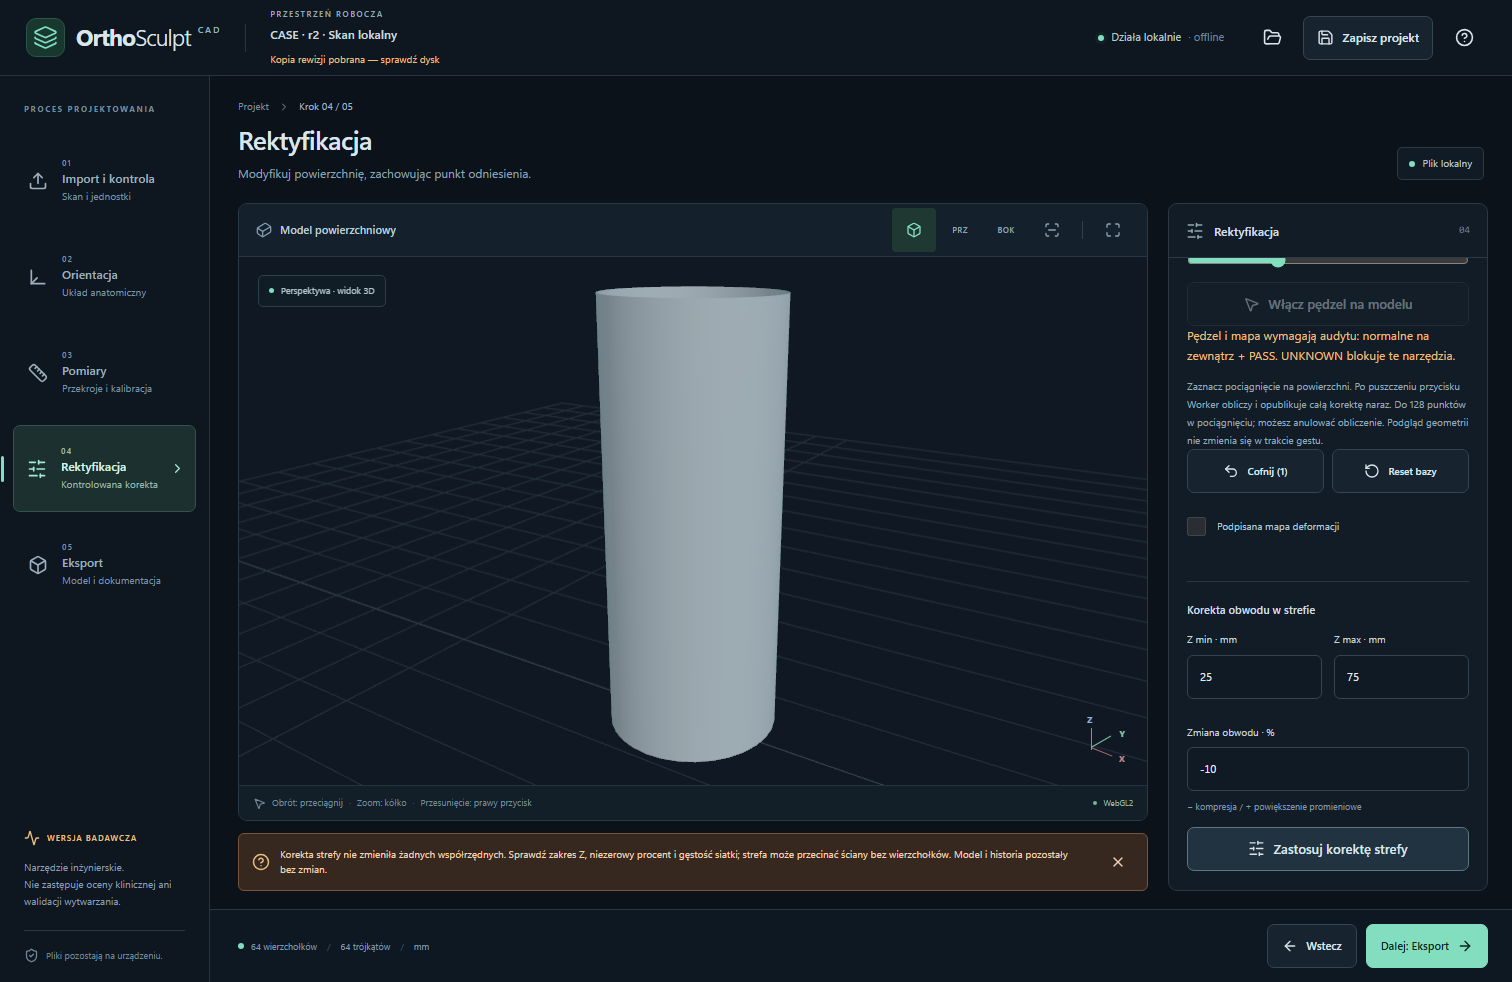 OrthoSculpt CAD
PRZESTRZEŃ ROBOCZA
CASE · r2 · Skan lokalny
Kopia rewizji pobrana — sprawdź dysk
Działa lokalnie · offline
Zapisz projekt
PROCES PROJEKTOWANIA
01
Import i kontrola
Skan i jednostki
02
Orientacja
Układ anatomiczny
03
Pomiary
Przekroje i kalibracja
04
Rektyfikacja
Kontrolowana korekta
05
Eksport
Model i dokumentacja
WERSJA BADAWCZA
Narzędzie inżynierskie.
Nie zastępuje oceny klinicznej ani
walidacji wytwarzania.
Pliki pozostają na urządzeniu.
Projekt > Krok 04 / 05
Rektyfikacja
Modyfikuj powierzchnię, zachowując punkt odniesienia.
Plik lokalny
Model powierzchniowy
PRZ
BOK
Perspektywa · widok 3D
Z
Y
X
Obrót: przeciągnij · Zoom: kółko · Przesunięcie: prawy przycisk
WebGL2
Korekta strefy nie zmieniła żadnych współrzędnych. Sprawdź zakres Z, niezerowy procent i gęstość siatki; strefa może przecinać ściany bez wierzchołków. Model i historia pozostały
bez zmian.
Rektyfikacja
04
Włącz pędzel na modelu
Pędzel i mapa wymagają audytu: normalne na
zewnątrz + PASS. UNKNOWN blokuje te narzędzia.
Zaznacz pociągnięcie na powierzchni. Po puszczeniu przycisku
Worker obliczy i opublikuje całą korektę naraz. Do 128 punktów
w pociągnięciu; możesz anulować obliczenie. Podgląd geometrii
nie zmienia się w trakcie gestu.
Cofnij (1)
Reset bazy
Podpisana mapa deformacji
Korekta obwodu w strefie
Z min · mm
Z max · mm
25
75
Zmiana obwodu · %
-10
− kompresja / + powiększenie promieniowe
Zastosuj korektę strefy
64 wierzchołków / 64 trójkątów / mm
Wstecz
Dalej: Eksport